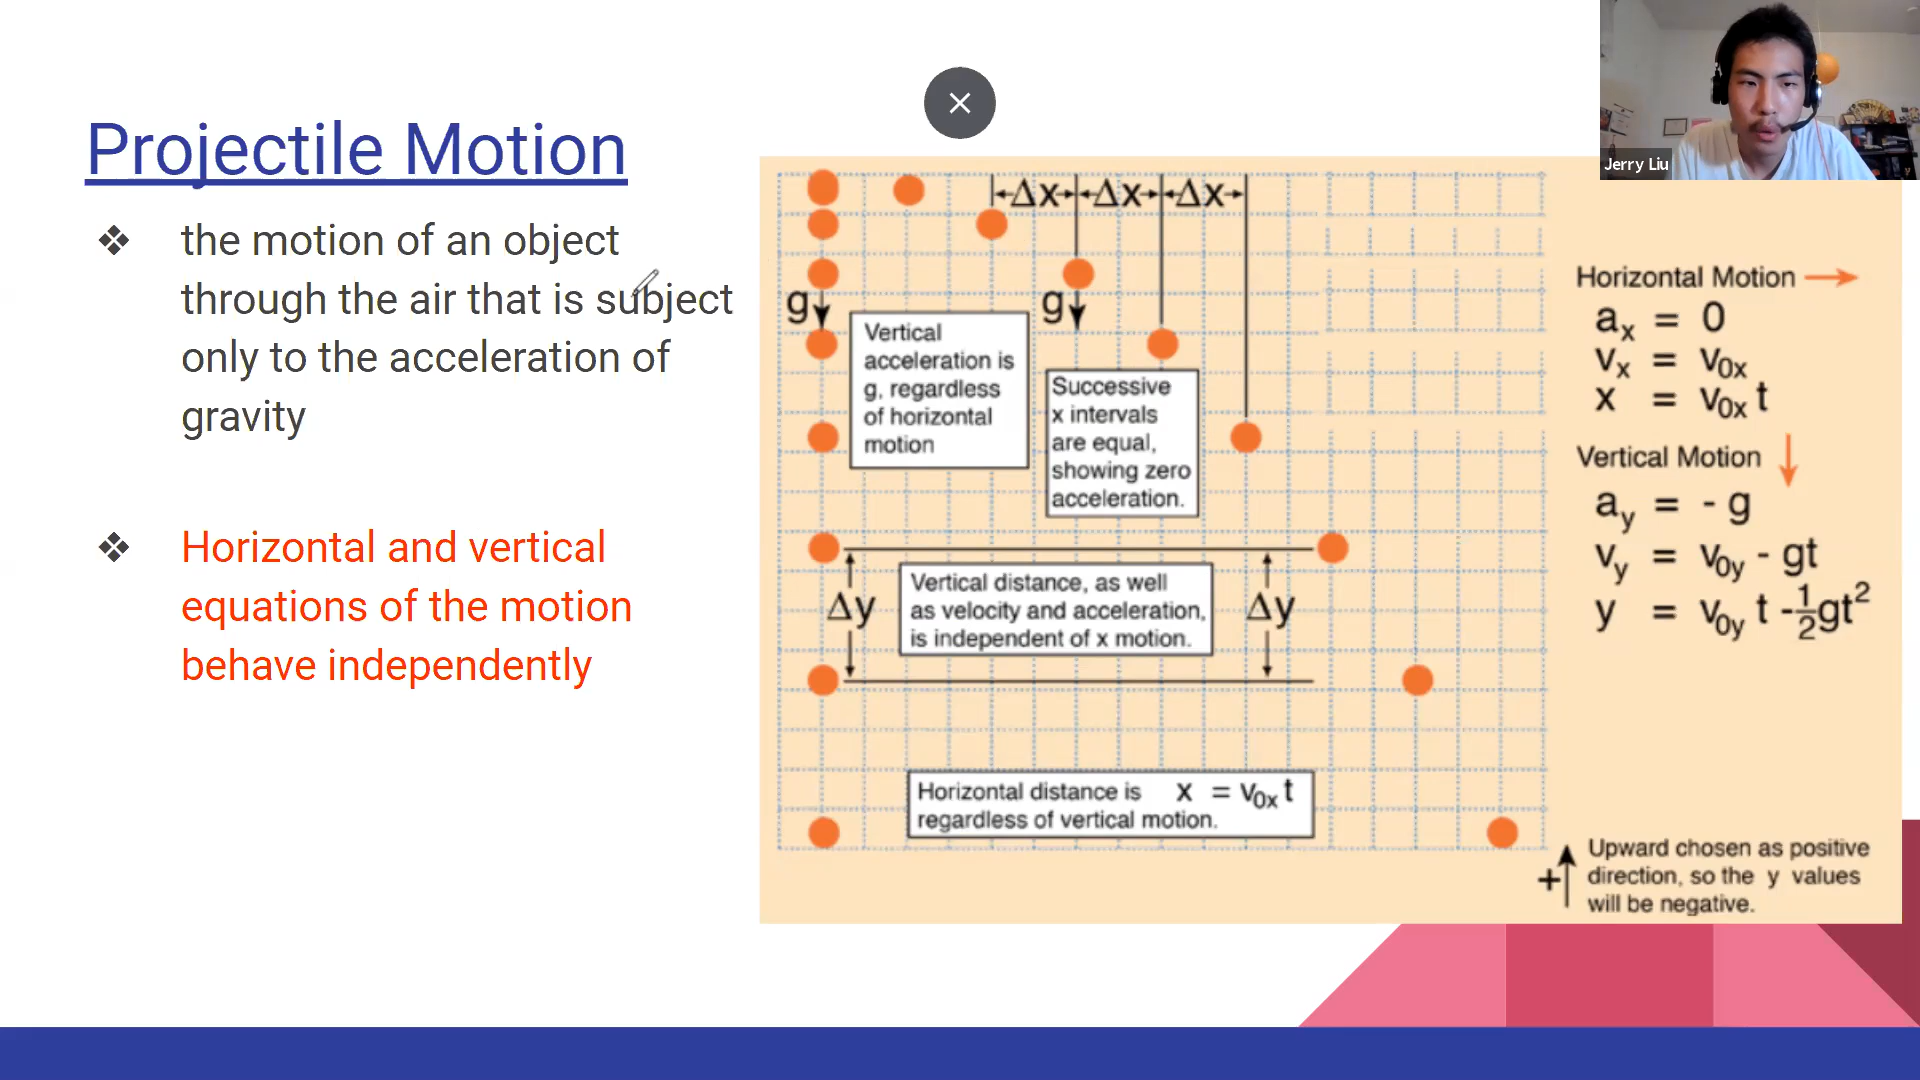 Projectile Motion
❖ the motion of an object
through the air that is subject
only to the acceleration of
gravity
❖ Horizontal and vertical
equations of the motion
behave independently
Δx Δx Δx
g
g
Vertical
acceleration is
g, regardless
of horizontal
motion
Successive
x intervals
are equal,
showing zero
acceleration.
Δy
Vertical distance, as well
as velocity and acceleration,
is independent of x motion.
Δy
Horizontal distance is x = v0x t
regardless of vertical motion.
Horizontal Motion
ax = 0
vx = v0x
x = v0x t
Vertical Motion
ay = - g
vy = v0y - gt
y = v0y t - ½gt²
+
Upward chosen as positive
direction, so the y values
will be negative.
Jerry Liu